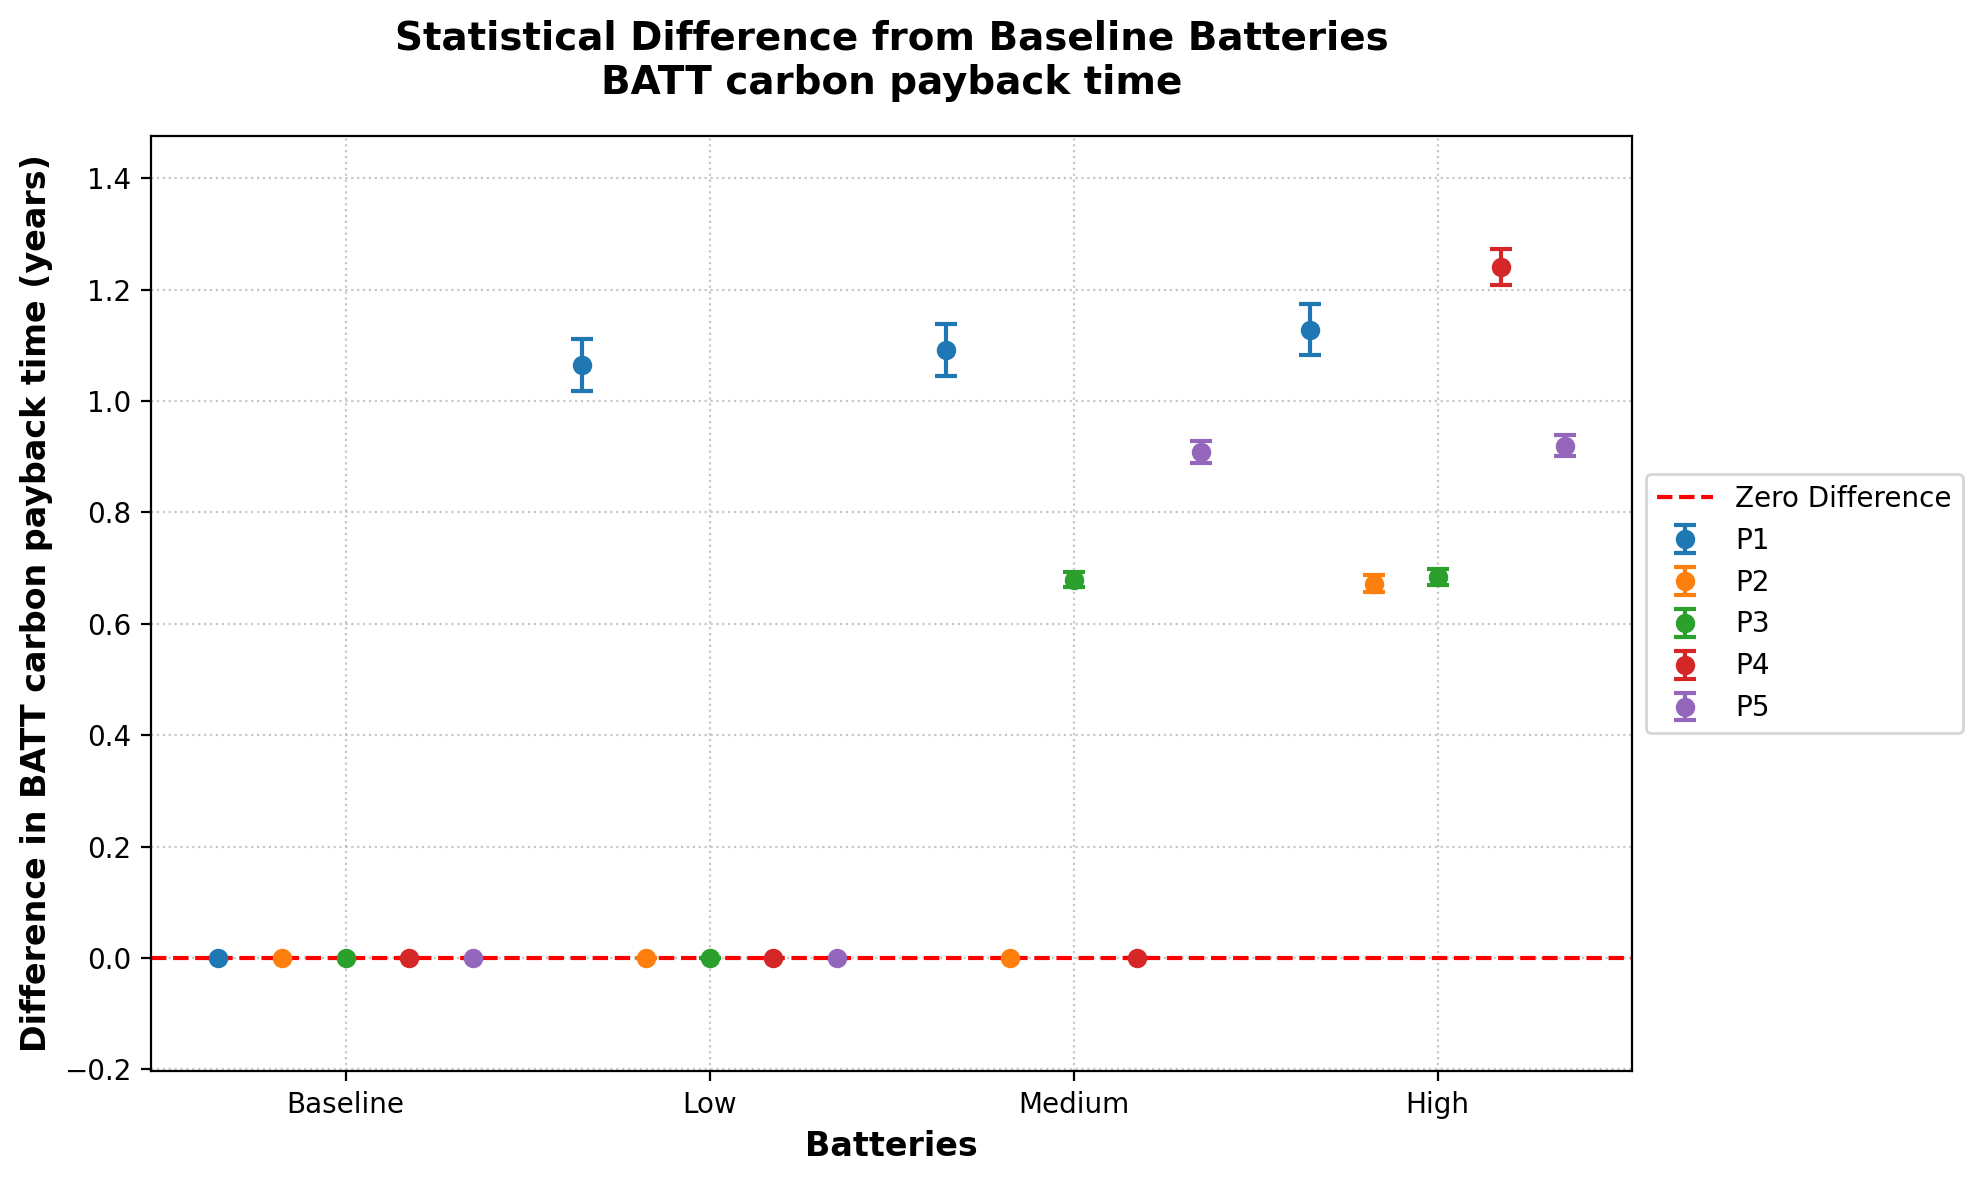 Statistical Difference from Baseline Batteries
BATT carbon payback time
Difference in BATT carbon payback time (years)
1.4
1.2
1.0
0.8
0.6
0.4
0.2
0.0
−0.2
Baseline
Low
Medium
High
Batteries
Zero Difference
P1
P2
P3
P4
P5